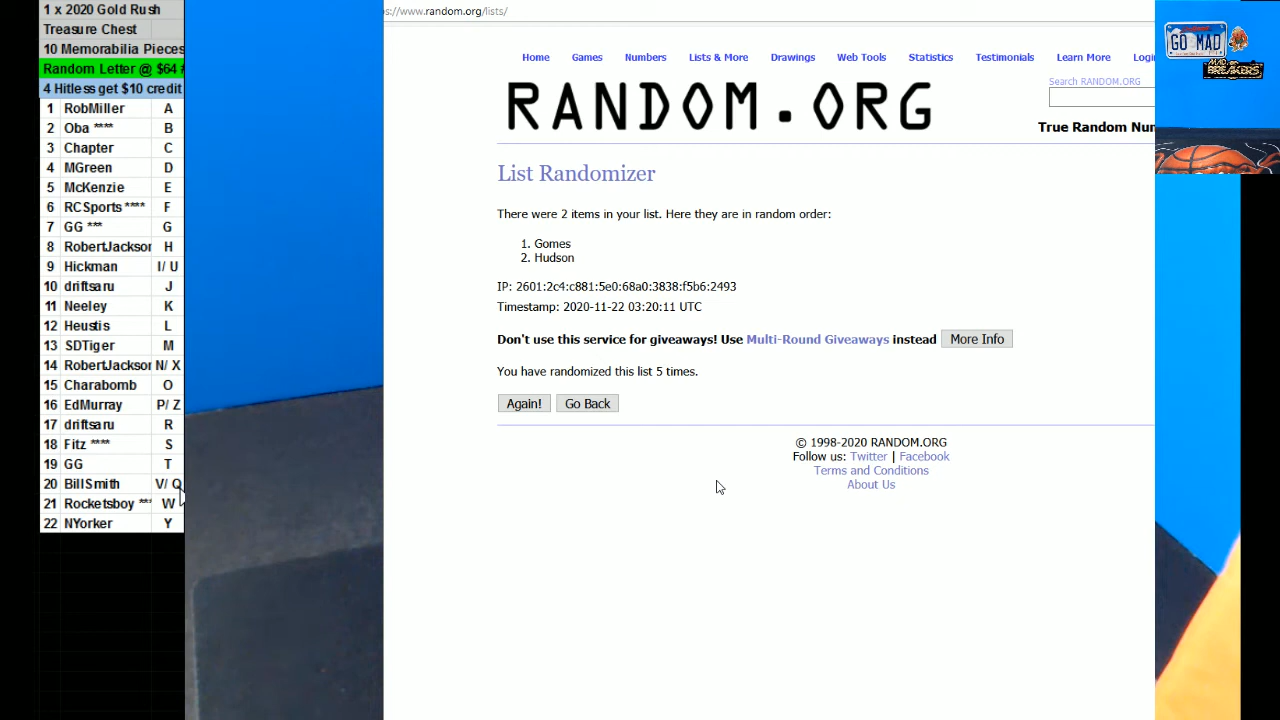 1 x 2020 Gold Rush
Treasure Chest
10 Memorabilia Pieces
Random Letter @ $64 #
4 Hitless get $10 credit
1 RobMiller A
2 Oba **** B
3 Chapter C
4 MGreen D
5 McKenzie E
6 RCSports **** F
7 GG *** G
8 RobertJackson H
9 Hickman I/ U
10 driftsaru J
11 Neeley K
12 Heustis L
13 SDTiger M
14 RobertJackson N/ X
15 Charabomb O
16 EdMurray P/ Z
17 driftsaru R
18 Fitz **** S
19 GG T
20 BillSmith V/ Q
21 Rocketsboy *** W
22 NYorker Y
s://www.random.org/lists/
Home Games Numbers Lists & More Drawings Web Tools Statistics Testimonials Learn More Login
Search RANDOM.ORG
RANDOM.ORG
True Random Num
List Randomizer
There were 2 items in your list. Here they are in random order:
1. Gomes
2. Hudson
IP: 2601:2c4:c881:5e0:68a0:3838:f5b6:2493
Timestamp: 2020-11-22 03:20:11 UTC
Don't use this service for giveaways! Use Multi-Round Giveaways instead More Info
You have randomized this list 5 times.
Again! Go Back
© 1998-2020 RANDOM.ORG
Follow us: Twitter | Facebook
Terms and Conditions
About Us
GO MAD
MAD BREAKERS